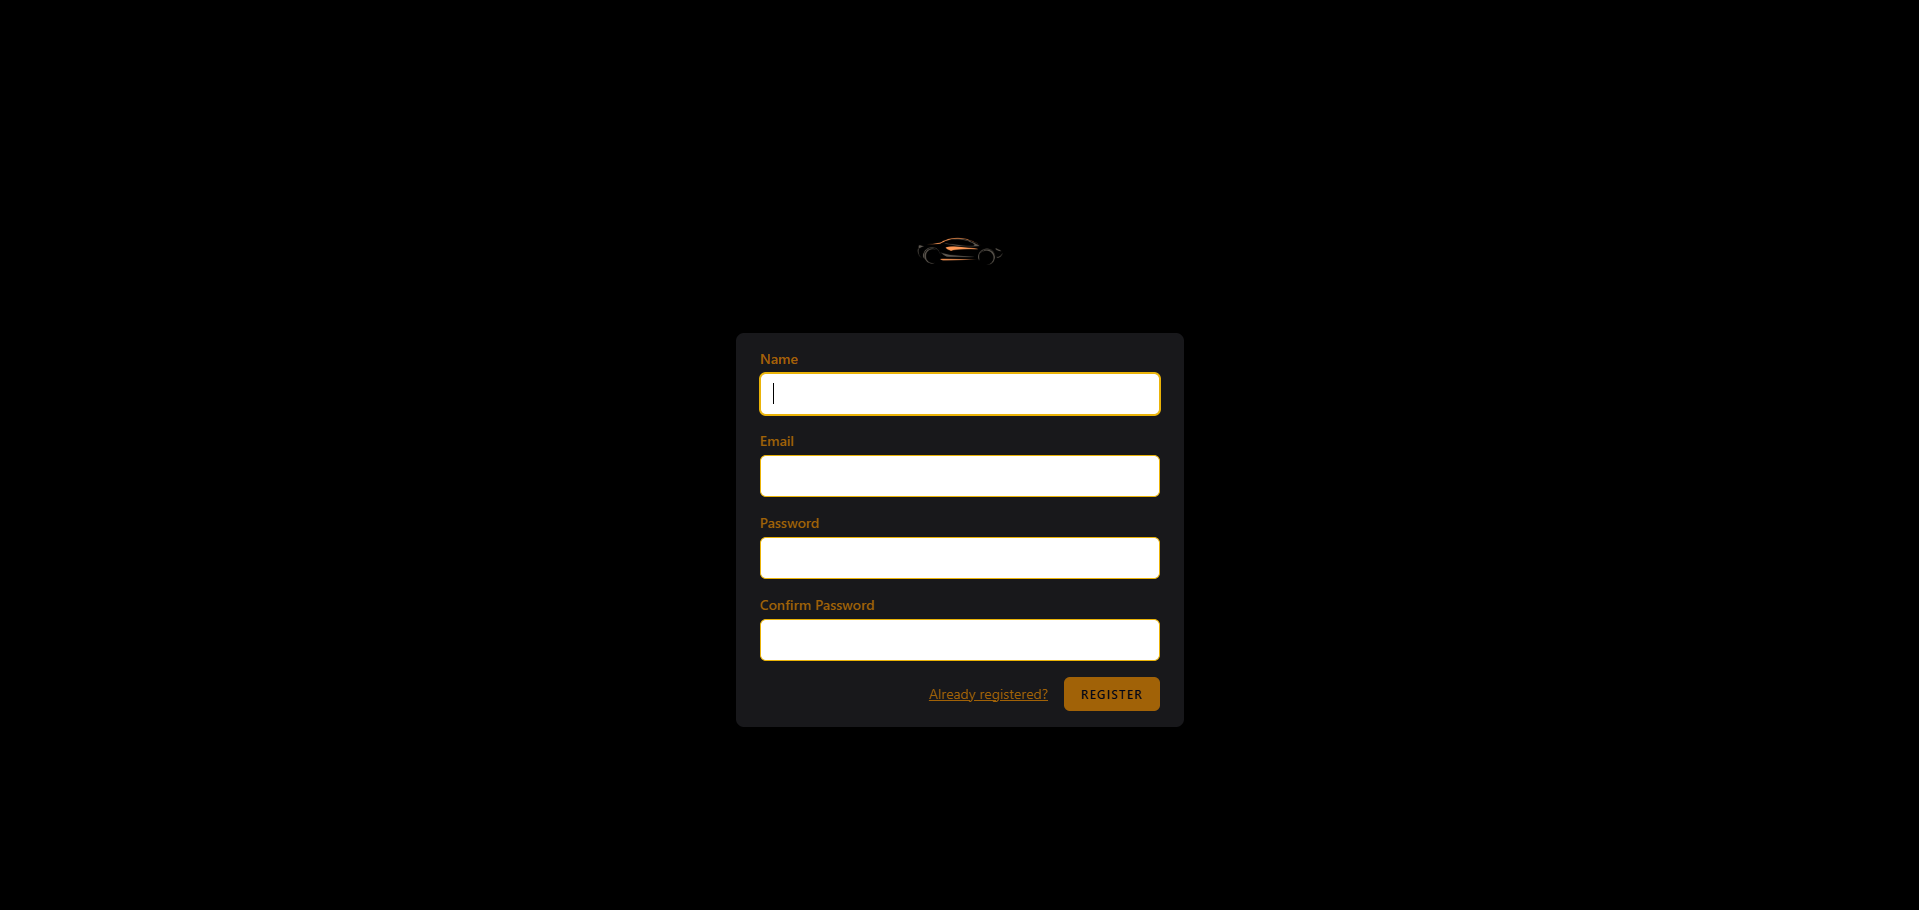 Name
Email
Password
Confirm Password
Already registered? REGISTER